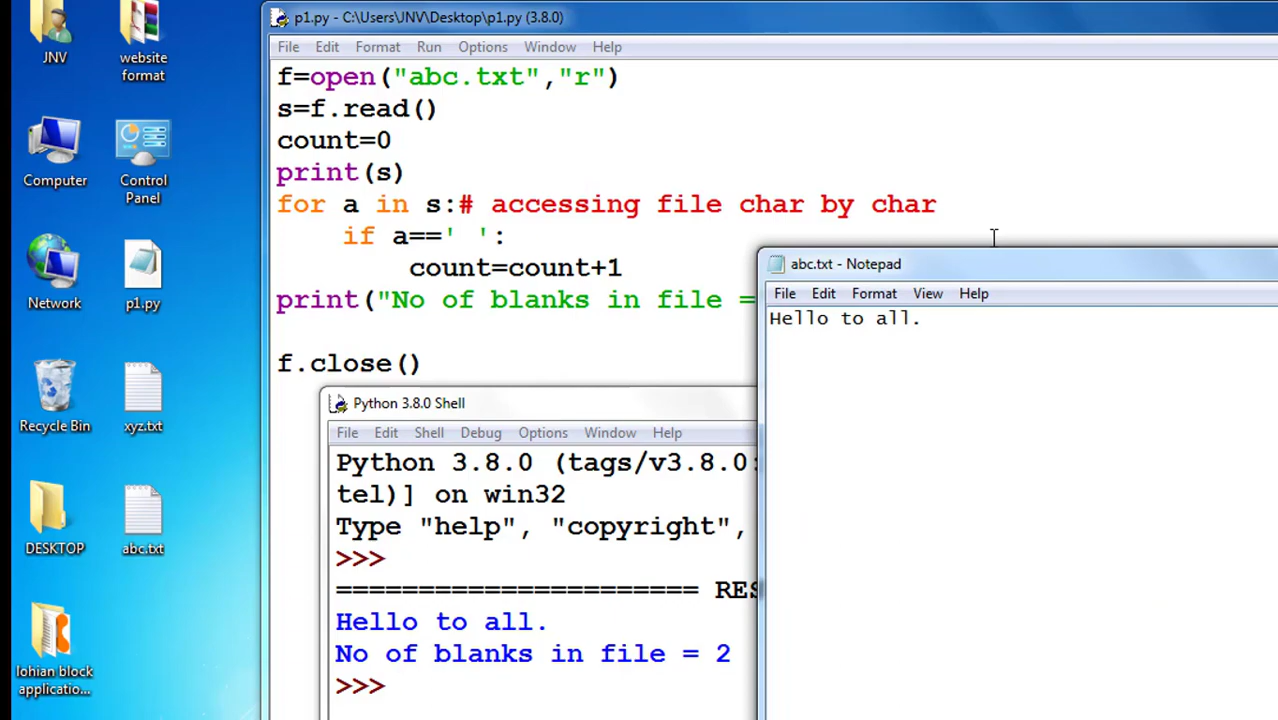 JNV
website
format
Computer
Control
Panel
Network
p1.py
Recycle Bin
xyz.txt
DESKTOP
abc.txt
lohian block
applicatio...
p1.py - C:\Users\JNV\Desktop\p1.py (3.8.0)
File Edit Format Run Options Window Help
f=open("abc.txt","r")
s=f.read()
count=0
print(s)
for a in s:# accessing file char by char
if a==' ':
count=count+1
print("No of blanks in file =
f.close()
Python 3.8.0 Shell
File Edit Shell Debug Options Window Help
Python 3.8.0 (tags/v3.8.0:
tel)] on win32
Type "help", "copyright",
>>>
====================== RES
Hello to all.
No of blanks in file = 2
>>>
abc.txt - Notepad
File Edit Format View Help
Hello to all.